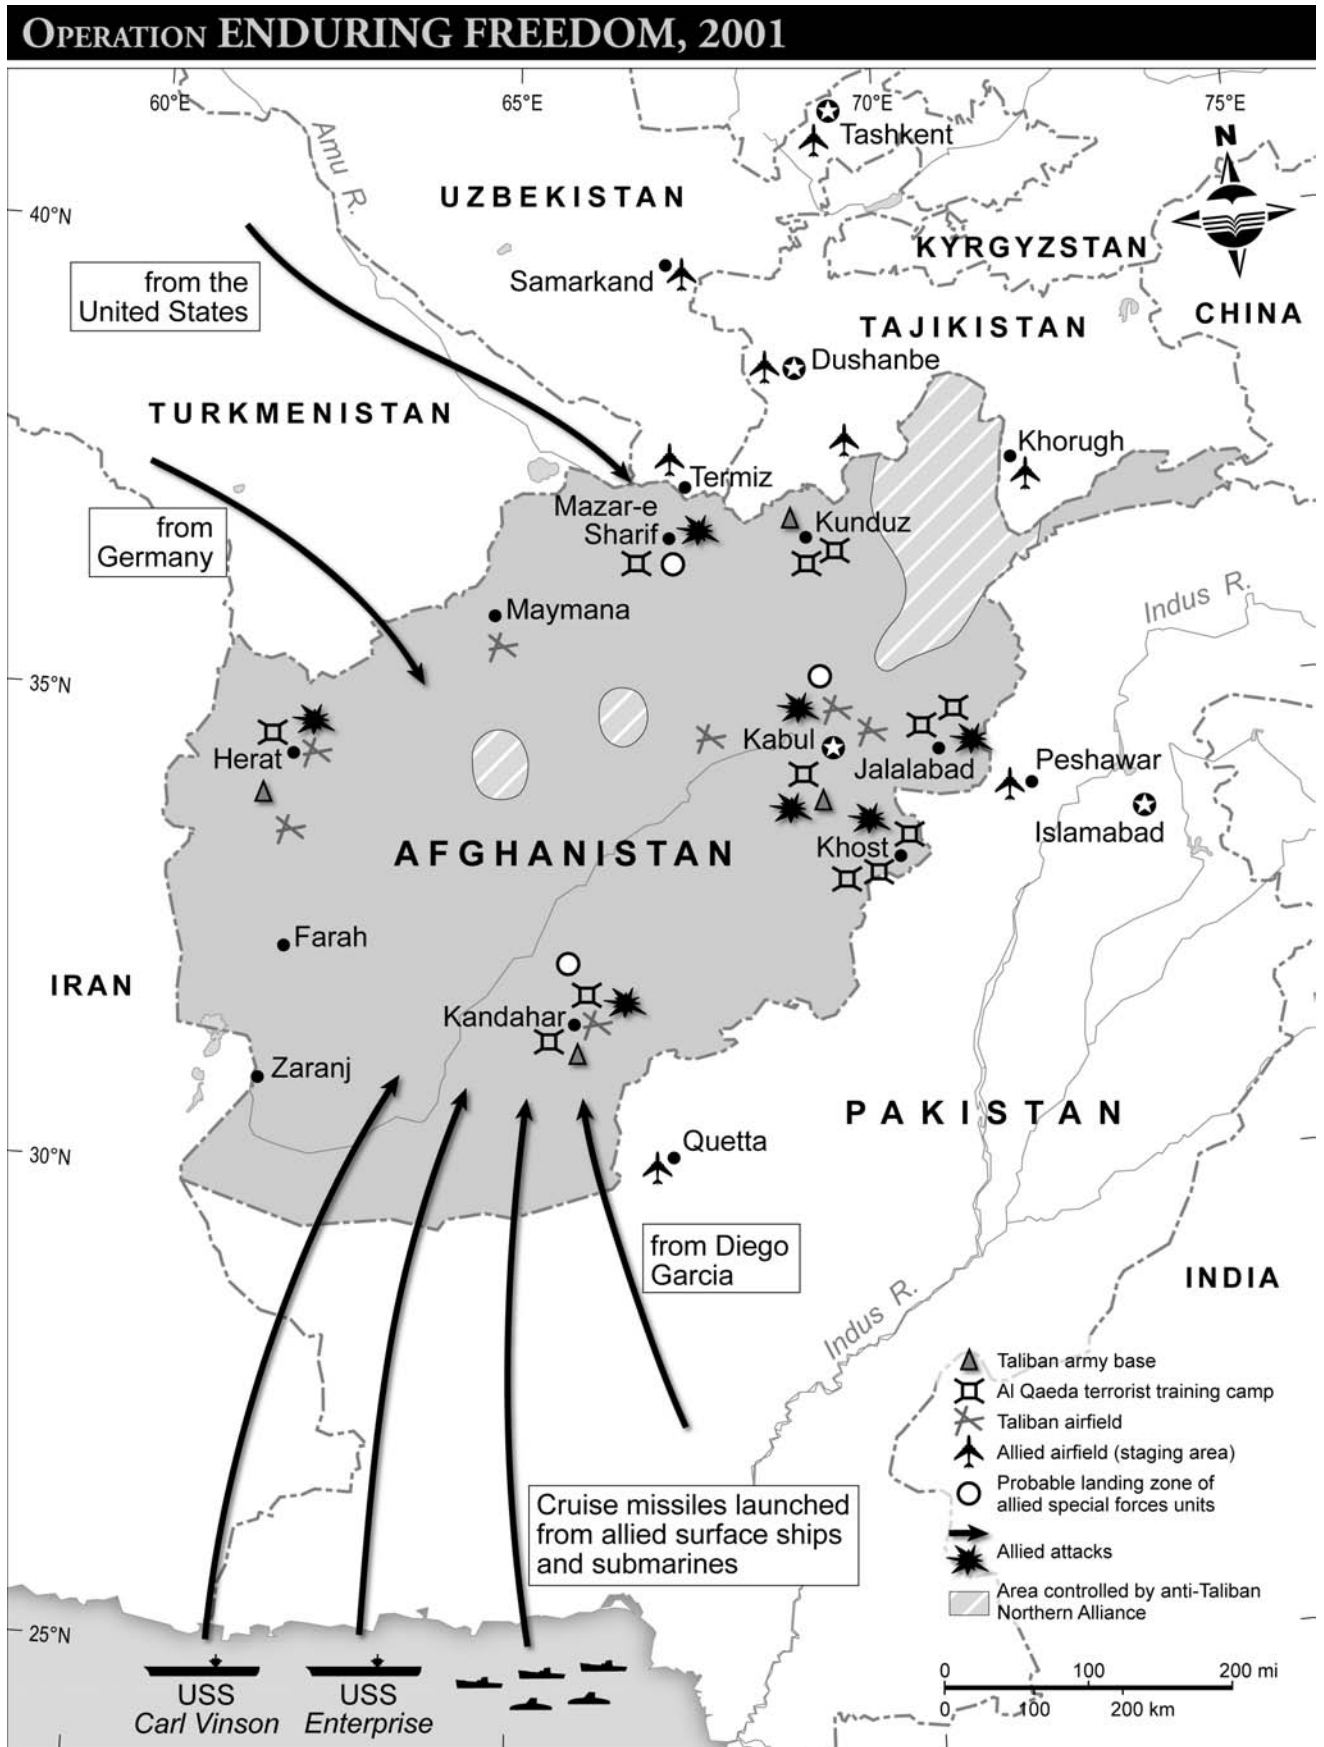 OPERATION ENDURING FREEDOM, 2001
60°E
65°E
70°E
75°E
Tashkent
N
Amu R.
UZBEKISTAN
40°N
KYRGYZSTAN
from the
United States
Samarkand
CHINA
TAJIKISTAN
Dushanbe
TURKMENISTAN
Khorugh
Termiz
from
Germany
Mazar-e
Sharif
Kunduz
Indus R.
Maymana
35°N
Herat
Kabul
Jalalabad
Peshawar
Islamabad
AFGHANISTAN
Khost
Farah
IRAN
Kandahar
Zaranj
PAKISTAN
30°N
Quetta
from Diego
Garcia
INDIA
Indus R.
Taliban army base
Al Qaeda terrorist training camp
Taliban airfield
Allied airfield (staging area)
Probable landing zone of
allied special forces units
Allied attacks
Area controlled by anti-Taliban
Northern Alliance
Cruise missiles launched
from allied surface ships
and submarines
25°N
USS
Carl Vinson
USS
Enterprise
0 100 200 mi
0 100 200 km